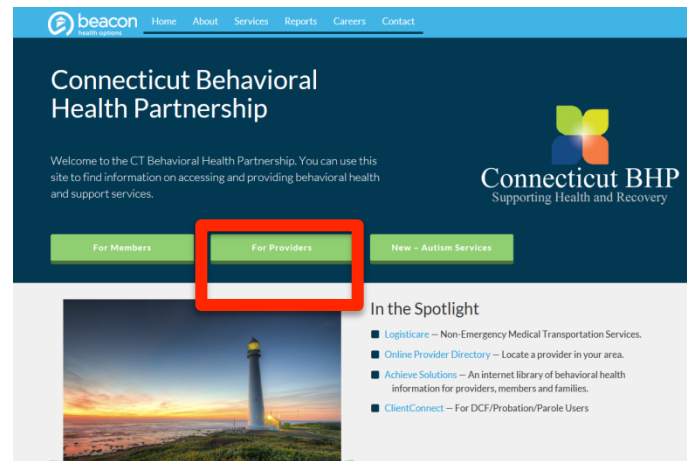 beacon
health options
Home About Services Reports Careers Contact
Connecticut Behavioral
Health Partnership
Welcome to the CT Behavioral Health Partnership. You can use this
site to find information on accessing and providing behavioral health
and support services.
Connecticut BHP
Supporting Health and Recovery
For Members For Providers New – Autism Services
In the Spotlight
Logisticare – Non-Emergency Medical Transportation Services.
Online Provider Directory – Locate a provider in your area.
Achieve Solutions – An internet library of behavioral health
information for providers, members and families.
ClientConnect – For DCF/Probation/Parole Users